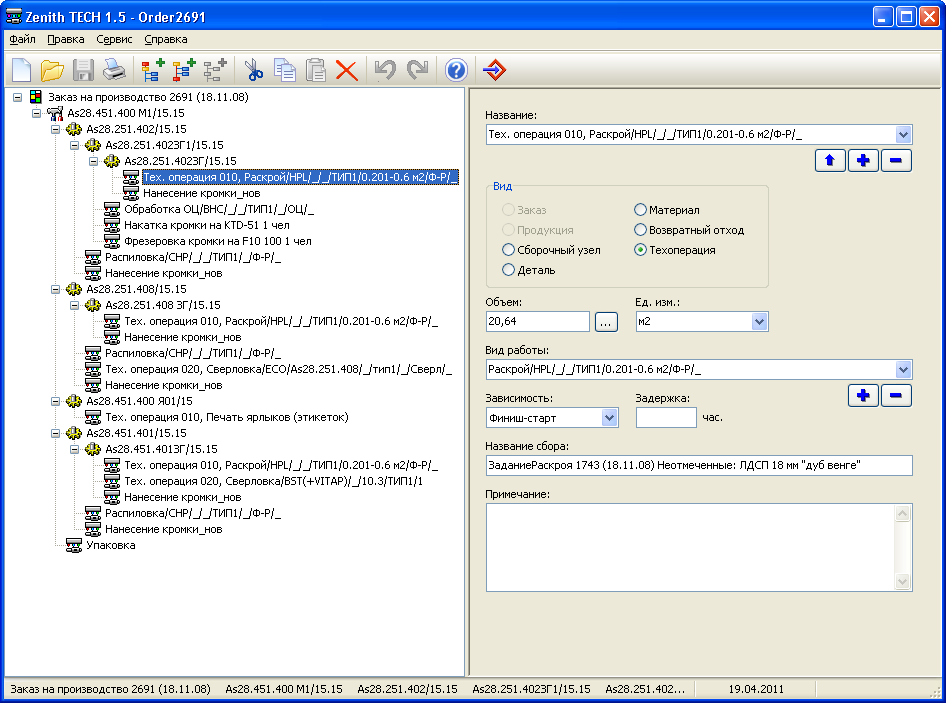 Zenith TECH 1.5 - Order2691
Файл Правка Сервис Справка
Заказ на производство 2691 (18.11.08)
As28.451.400 М1/15.15
As28.251.402/15.15
As28.251.402ЗГ1/15.15
As28.251.402ЗГ/15.15
Тех. операция 010, Раскрой/HPL/_/_/ТИП1/0.201-0.6 м2/Ф-Р/_
Нанесение кромки_нов
Обработка ОЦ/ВНС/_/_/ТИП1/_/ОЦ/_
Накатка кромки на KTD-51 1 чел
Фрезеровка кромки на F10 100 1 чел
Распиловка/СНР/_/_/ТИП1/_/Ф-Р/_
Нанесение кромки_нов
As28.251.408/15.15
As28.251.408 ЗГ/15.15
Тех. операция 010, Раскрой/HPL/_/_/ТИП1/0.201-0.6 м2/Ф-Р/_
Нанесение кромки_нов
Распиловка/СНР/_/_/ТИП1/_/Ф-Р/_
Тех. операция 020, Сверловка/ECO/As28.251.408/_/тип1/_/Сверл/_
Нанесение кромки_нов
As28.451.400 Я01/15
Тех. операция 010, Печать ярлыков (этикеток)
As28.451.401/15.15
As28.451.401ЗГ/15.15
Тех. операция 010, Раскрой/HPL/_/_/ТИП1/0.201-0.6 м2/Ф-Р/_
Тех. операция 020, Сверловка/BST(+VITAP)/_/10.3/ТИП1/1
Нанесение кромки_нов
Распиловка/СНР/_/_/ТИП1/_/Ф-Р/_
Нанесение кромки_нов
Упаковка
Название:
Тех. операция 010, Раскрой/HPL/_/_/ТИП1/0.201-0.6 м2/Ф-Р/_
Вид
Заказ Материал
Продукция Возвратный отход
Сборочный узел Техоперация
Деталь
Объем: Ед. изм.:
20,64 ... м2
Вид работы:
Раскрой/HPL/_/_/ТИП1/0.201-0.6 м2/Ф-Р/_
Зависимость: Задержка:
Финиш-старт час.
Название сбора:
ЗаданиеРаскроя 1743 (18.11.08) Неотмеченные: ЛДСП 18 мм "дуб венге"
Примечание:
Заказ на производство 2691 (18.11.08) As28.451.400 М1/15.15 As28.251.402/15.15 As28.251.402ЗГ1/15.15 As28.251.402... 19.04.2011